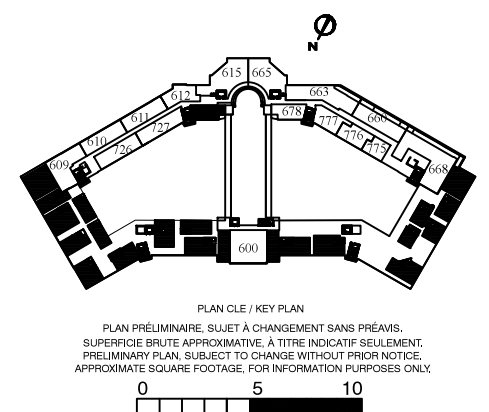 N
615 665
612 663
611 678 660
610 727 777 776
726 775
609 668
600
PLAN CLE / KEY PLAN
PLAN PRÉLIMINAIRE, SUJET À CHANGEMENT SANS PRÉAVIS.
SUPERFICIE BRUTE APPROXIMATIVE, À TITRE INDICATIF SEULEMENT.
PRELIMINARY PLAN, SUBJECT TO CHANGE WITHOUT PRIOR NOTICE.
APPROXIMATE SQUARE FOOTAGE, FOR INFORMATION PURPOSES ONLY.
0 5 10